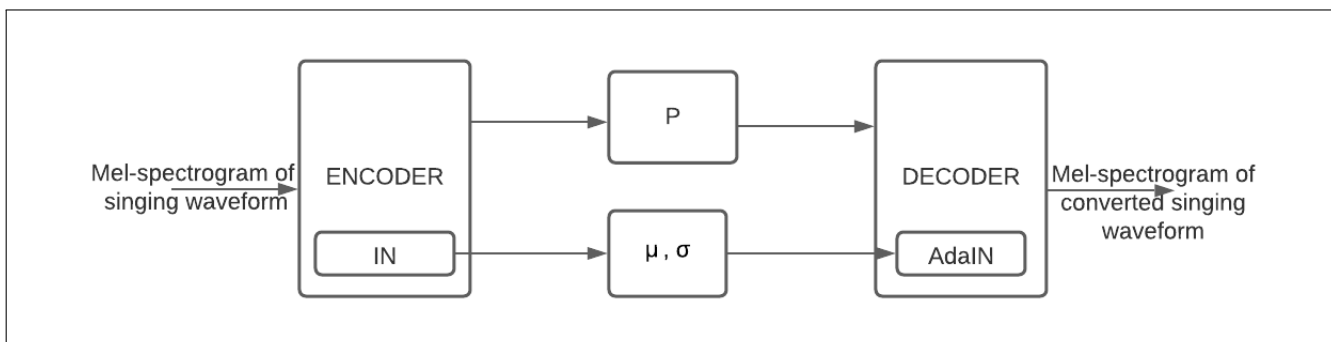 Mel-spectrogram of
singing waveform
ENCODER
IN
P
μ , σ
DECODER
AdaIN
Mel-spectrogram of
converted singing
waveform